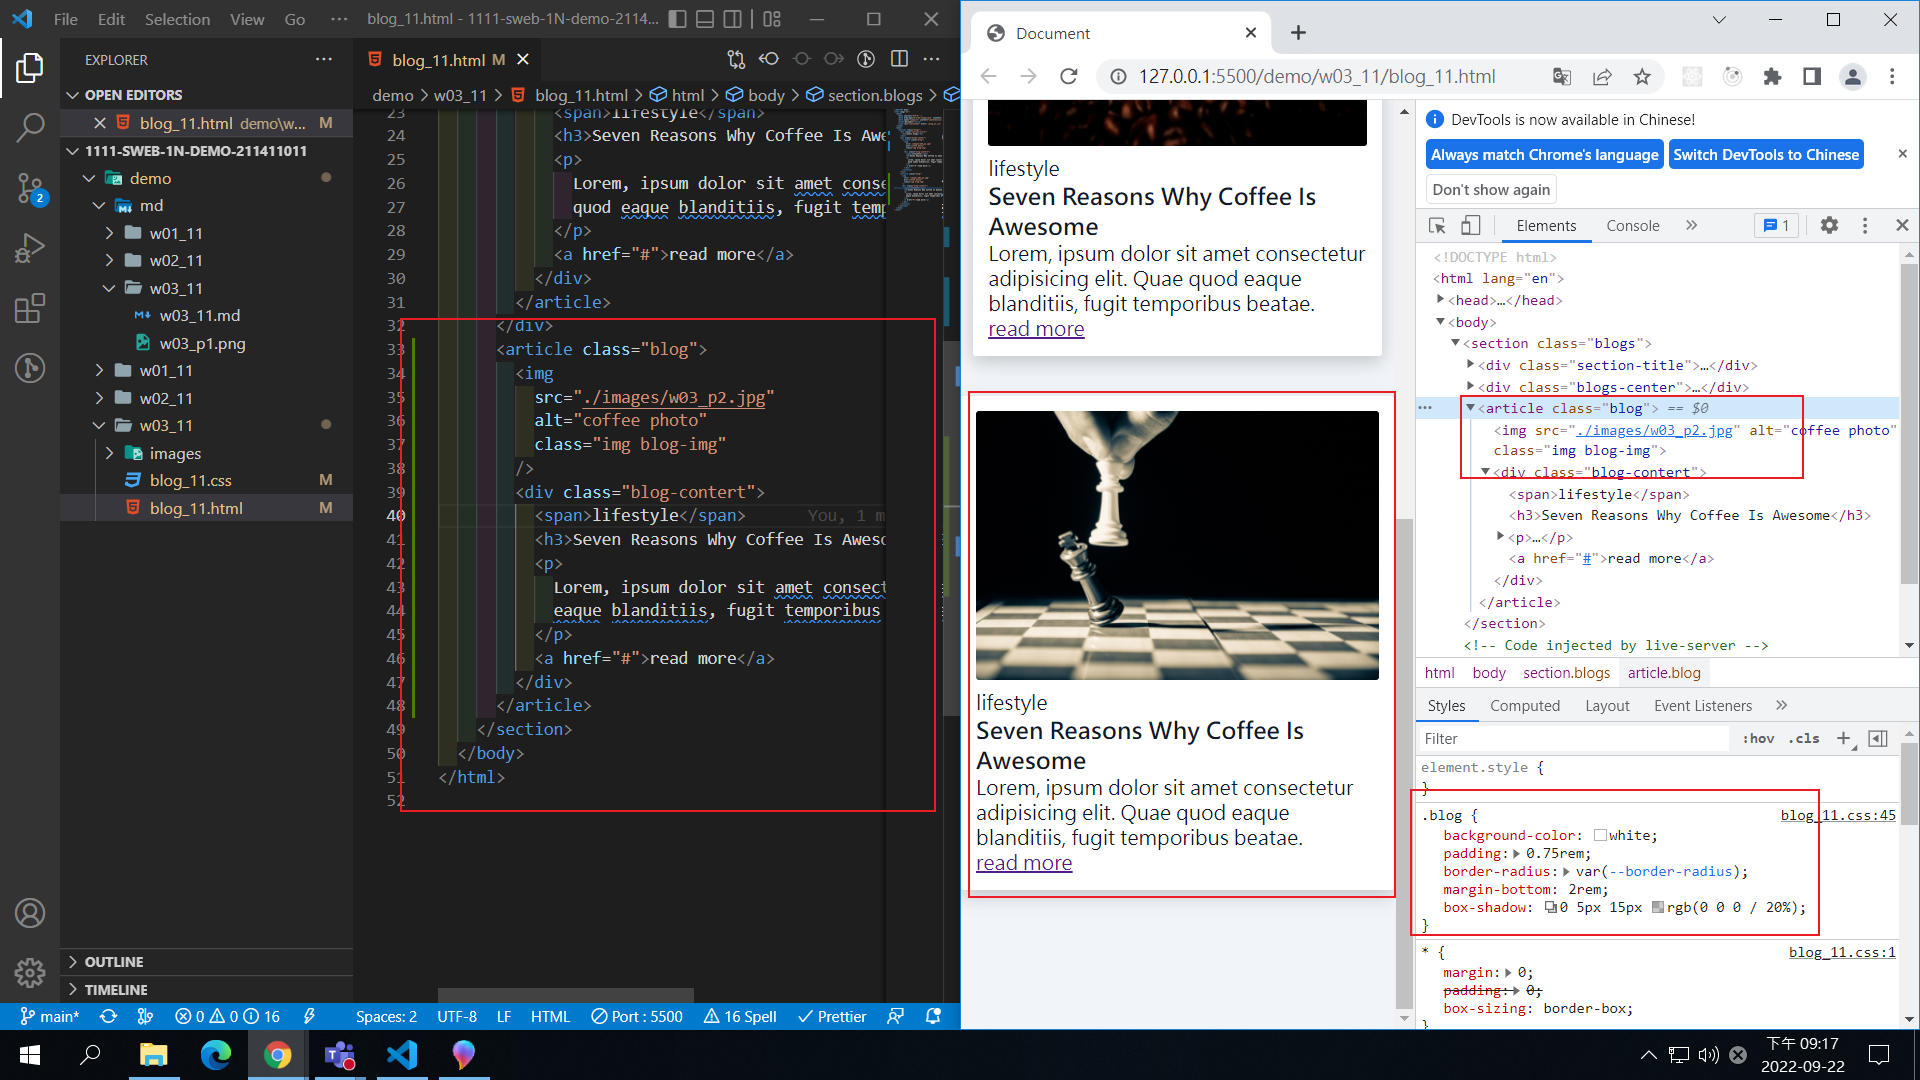 File Edit Selection View Go ··· blog_11.html - 1111-sweb-1N-demo-2114...
EXPLORER
OPEN EDITORS
blog_11.html demo\w... M
1111-SWEB-1N-DEMO-211411011
demo
md
w01_11
w02_11
w03_11
w03_11.md
w03_p1.png
w01_11
w02_11
w03_11
images
blog_11.css M
blog_11.html M
OUTLINE
TIMELINE
2
blog_11.html M
demo > w03_11 > blog_11.html > html > body > section.blogs >
23 <span>lifestyle</span>
24 <h3>Seven Reasons Why Coffee Is Awe
25 <p>
26 Lorem, ipsum dolor sit amet conse
27 quod eaque blanditiis, fugit temp
28 </p>
29 <a href="#">read more</a>
30 </div>
31 </article>
32 </div>
33 <article class="blog">
34 <img
35 src="./images/w03_p2.jpg"
36 alt="coffee photo"
37 class="img blog-img"
38 />
39 <div class="blog-contert">
40 <span>lifestyle</span> You, 1 m
41 <h3>Seven Reasons Why Coffee Is Aweso
42 <p>
43 Lorem, ipsum dolor sit amet consect
44 eaque blanditiis, fugit temporibus
45 </p>
46 <a href="#">read more</a>
47 </div>
48 </article>
49 </section>
50 </body>
51 </html>
52
main* 0 0 16 Spaces: 2 UTF-8 LF HTML Port : 5500 16 Spell Prettier
Document
127.0.0.1:5500/demo/w03_11/blog_11.html
lifestyle
Seven Reasons Why Coffee Is
Awesome
Lorem, ipsum dolor sit amet consectetur
adipisicing elit. Quae quod eaque
blanditiis, fugit temporibus beatae.
read more
lifestyle
Seven Reasons Why Coffee Is
Awesome
Lorem, ipsum dolor sit amet consectetur
adipisicing elit. Quae quod eaque
blanditiis, fugit temporibus beatae.
read more
DevTools is now available in Chinese!
Always match Chrome's language Switch DevTools to Chinese
Don't show again
Elements Console » 1
<!DOCTYPE html>
<html lang="en">
<head>…</head>
<body>
<section class="blogs">
<div class="section-title">…</div>
<div class="blogs-center">…</div>
<article class="blog"> == $0
<img src="./images/w03_p2.jpg" alt="coffee photo"
class="img blog-img">
<div class="blog-contert">
<span>lifestyle</span>
<h3>Seven Reasons Why Coffee Is Awesome</h3>
<p>…</p>
<a href="#">read more</a>
</div>
</article>
</section>
<!-- Code injected by live-server -->
html body section.blogs article.blog
Styles Computed Layout Event Listeners »
Filter :hov .cls +
element.style {
}
.blog { blog_11.css:45
background-color: white;
padding: 0.75rem;
border-radius: var(--border-radius);
margin-bottom: 2rem;
box-shadow: 0 5px 15px rgb(0 0 0 / 20%);
}
* { blog_11.css:1
margin: 0;
padding: 0;
box-sizing: border-box;
}
下午 09:17
2022-09-22